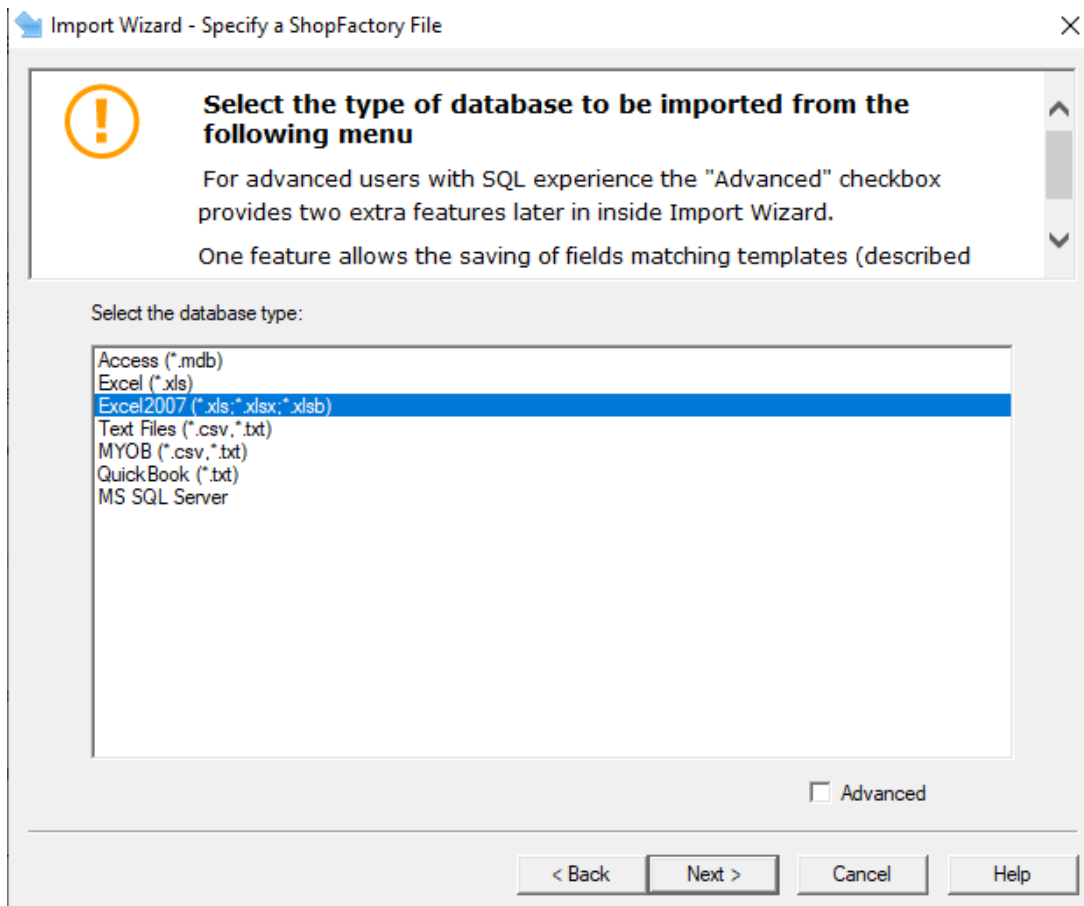 Import Wizard - Specify a ShopFactory File
Select the type of database to be imported from the
following menu
For advanced users with SQL experience the "Advanced" checkbox
provides two extra features later in inside Import Wizard.
One feature allows the saving of fields matching templates (described
Select the database type:
Access (*.mdb)
Excel (*.xls)
Excel2007 (*.xls;*.xlsx;*.xlsb)
Text Files (*.csv,*.txt)
MYOB (*.csv,*.txt)
QuickBook (*.txt)
MS SQL Server
Advanced
< Back Next > Cancel Help